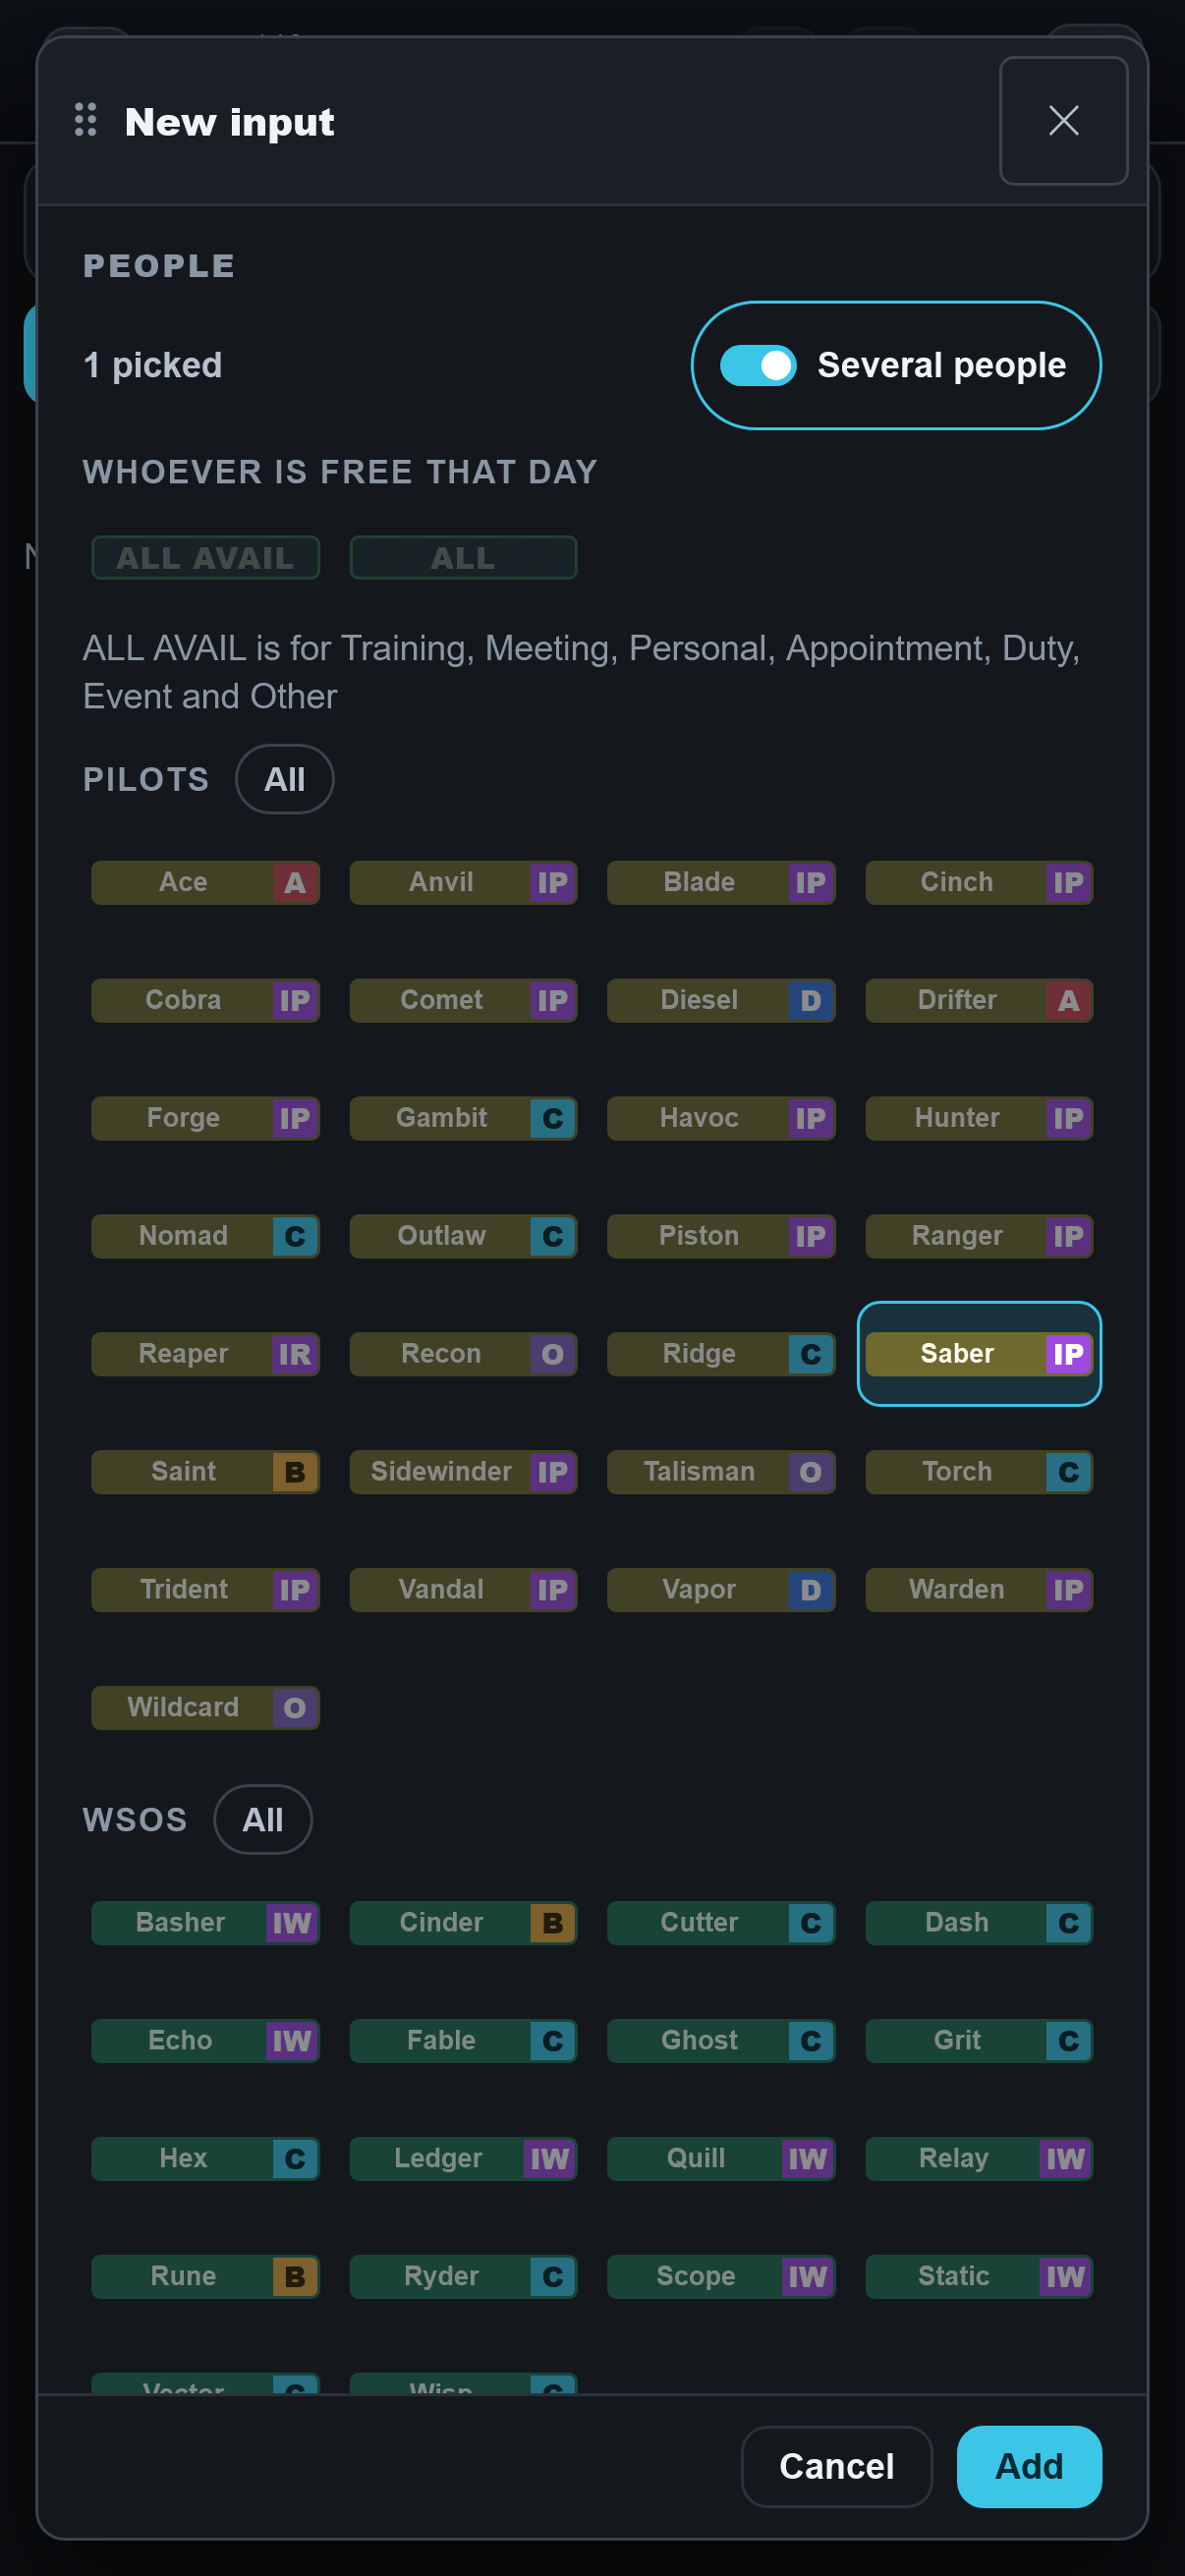 New input
PEOPLE
1 picked
Several people
WHOEVER IS FREE THAT DAY
ALL AVAIL ALL
ALL AVAIL is for Training, Meeting, Personal, Appointment, Duty,
Event and Other
PILOTS All
Ace A Anvil IP Blade IP Cinch IP
Cobra IP Comet IP Diesel D Drifter A
Forge IP Gambit C Havoc IP Hunter IP
Nomad C Outlaw C Piston IP Ranger IP
Reaper IR Recon O Ridge C Saber IP
Saint B Sidewinder IP Talisman O Torch C
Trident IP Vandal IP Vapor D Warden IP
Wildcard O
WSOS All
Basher IW Cinder B Cutter C Dash C
Echo IW Fable C Ghost C Grit C
Hex C Ledger IW Quill IW Relay IW
Rune B Ryder C Scope IW Static IW
Vector C Wisp C
Cancel Add